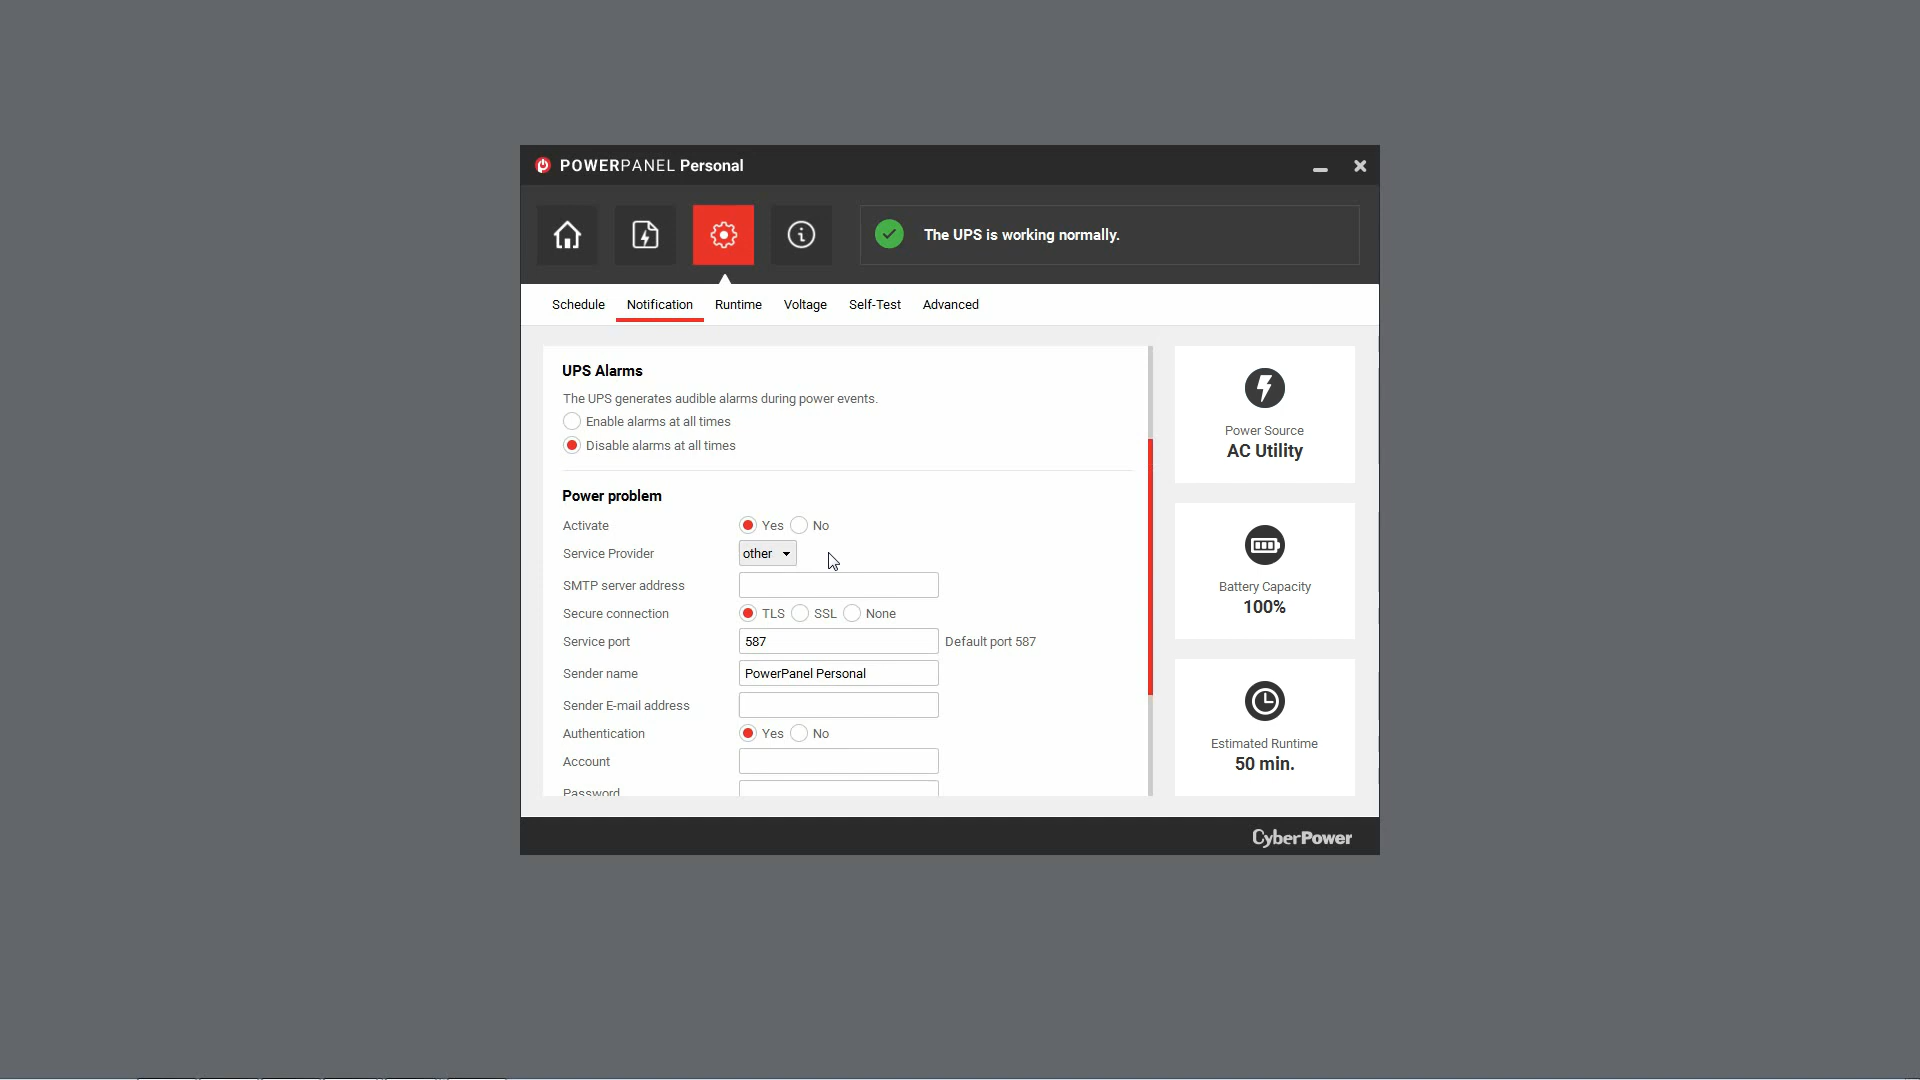 POWERPANEL Personal
The UPS is working normally.
Schedule Notification Runtime Voltage Self-Test Advanced
UPS Alarms
The UPS generates audible alarms during power events.
Enable alarms at all times
Disable alarms at all times
Power problem
Activate Yes No
Service Provider other
SMTP server address
Secure connection TLS SSL None
Service port 587 Default port 587
Sender name PowerPanel Personal
Sender E-mail address
Authentication Yes No
Account
Password
Power Source
AC Utility
Battery Capacity
100%
Estimated Runtime
50 min.
CyberPower